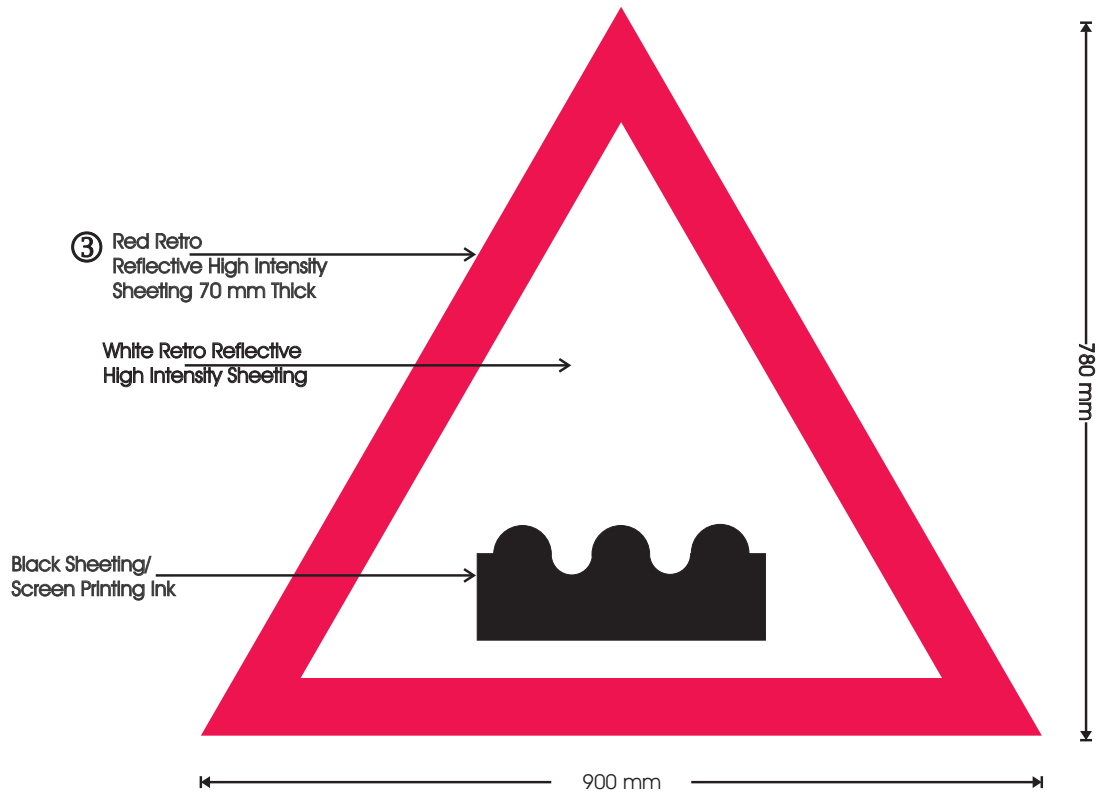 ③ Red Retro
Reflective High Intensity
Sheeting 70 mm Thick
White Retro Reflective
High Intensity Sheeting
Black Sheeting/
Screen Printing Ink
780 mm
900 mm